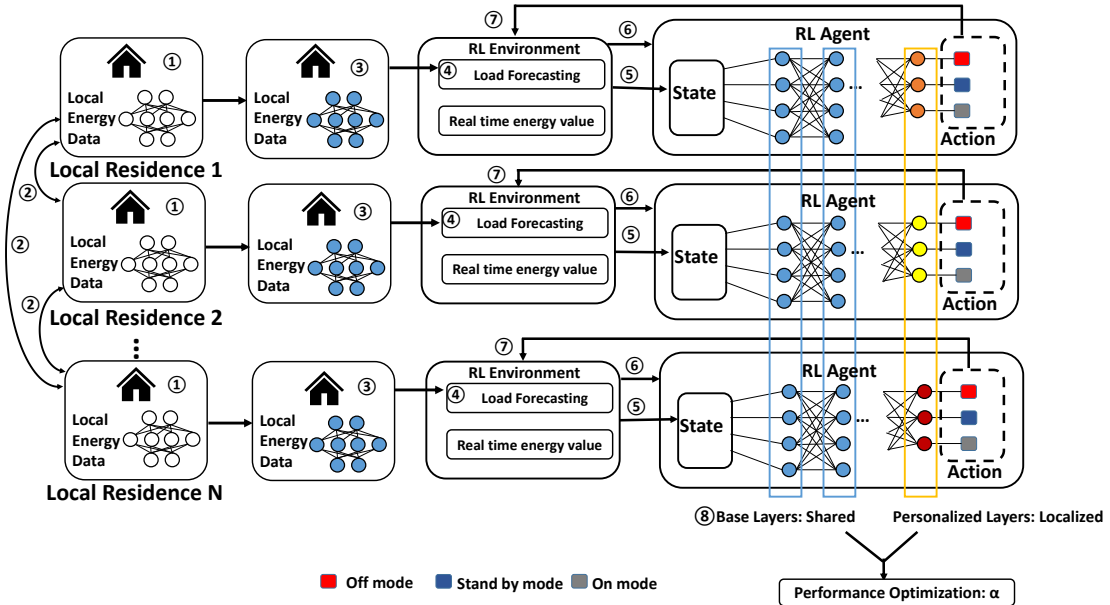 ⑦
RL Environment
⑥
RL Agent
①
③
④ Load Forecasting
⑤
State
...
Local
Energy
Data
Local
Energy
Data
Real time energy value
Action
Local Residence 1
②
⑦
RL Environment
⑥
RL Agent
①
③
④
Load Forecasting
⑤
State
...
②
Local
Energy
Data
Local
Energy
Data
Real time energy value
Action
②
Local Residence 2
⑦
RL Environment
⑥
RL Agent
①
③
④ Load Forecasting
⑤
State
...
Local
Energy
Data
Local
Energy
Data
Real time energy value
Action
Local Residence N
⑧ Base Layers: Shared
Personalized Layers: Localized
Off mode
Stand by mode
On mode
Performance Optimization: α